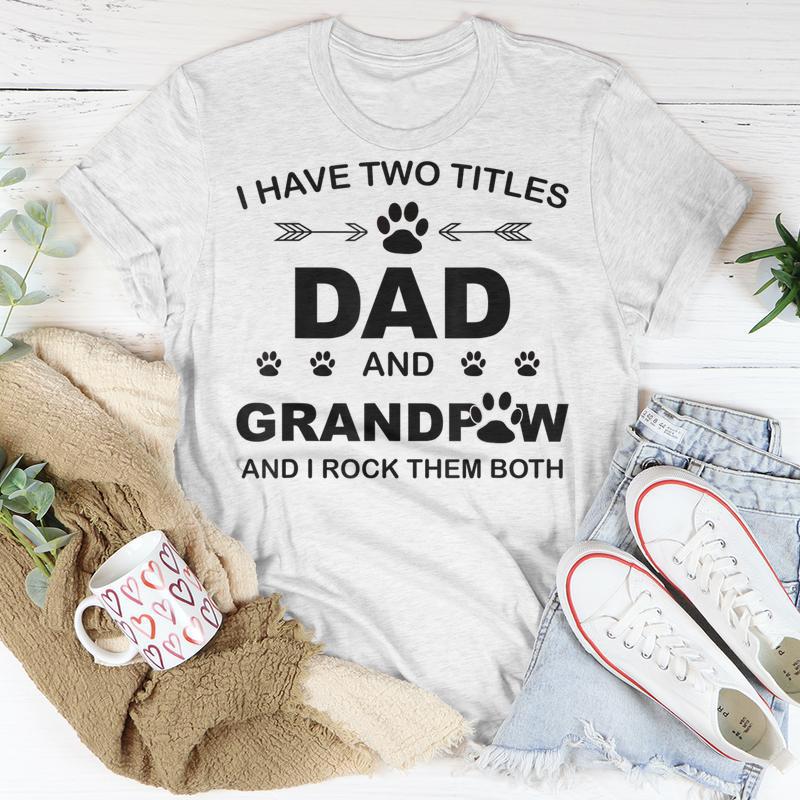 I HAVE TWO TITLES
DAD
AND
GRANDPAW
AND I ROCK THEM BOTH